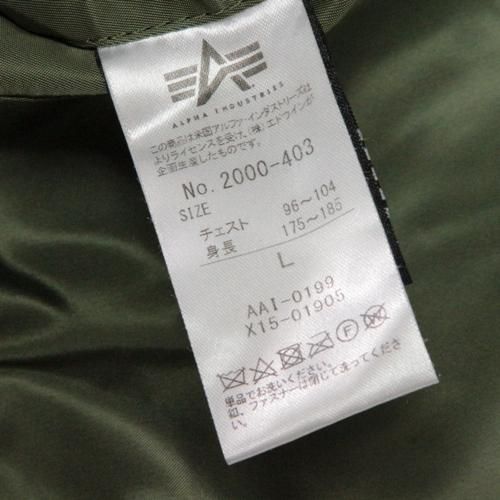 ALPHA INDUSTRIES
この商品は米国アルファ・インダストリーズ社
よりライセンスを受け、(株)エドウインが
企画生産したものです。
No. 2000-403
SIZE
チェスト 96~104
身長 175~185
L
AAI-0199
X15-01905
単品でお洗いください。
釦、ファスナーは閉じて洗ってくださ
い。